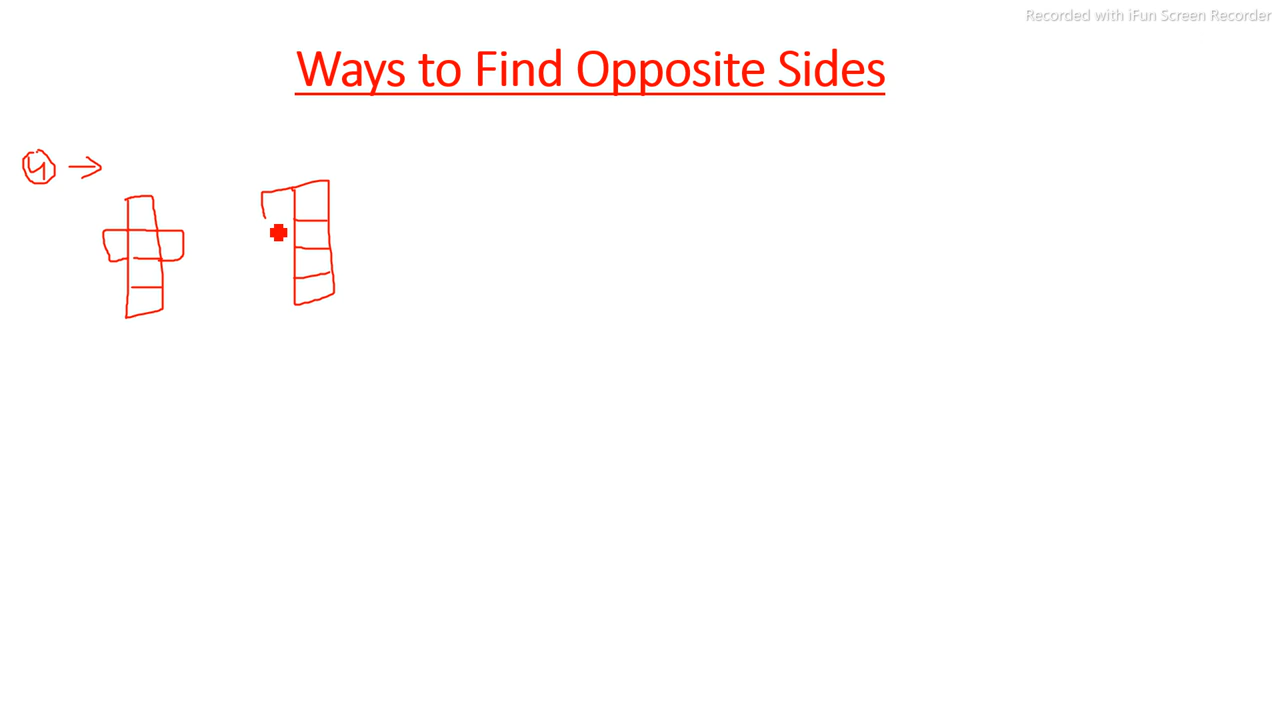 Recorded with iFun Screen Recorder
Ways to Find Opposite Sides
4 →